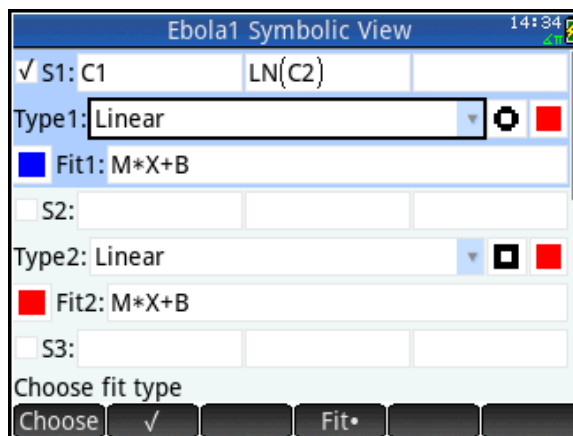 Ebola1 Symbolic View 14:34
∡π
√ S1: C1 LN(C2)
Type1: Linear
Fit1: M*X+B
S2:
Type2: Linear
Fit2: M*X+B
S3:
Choose fit type
Choose √ Fit•